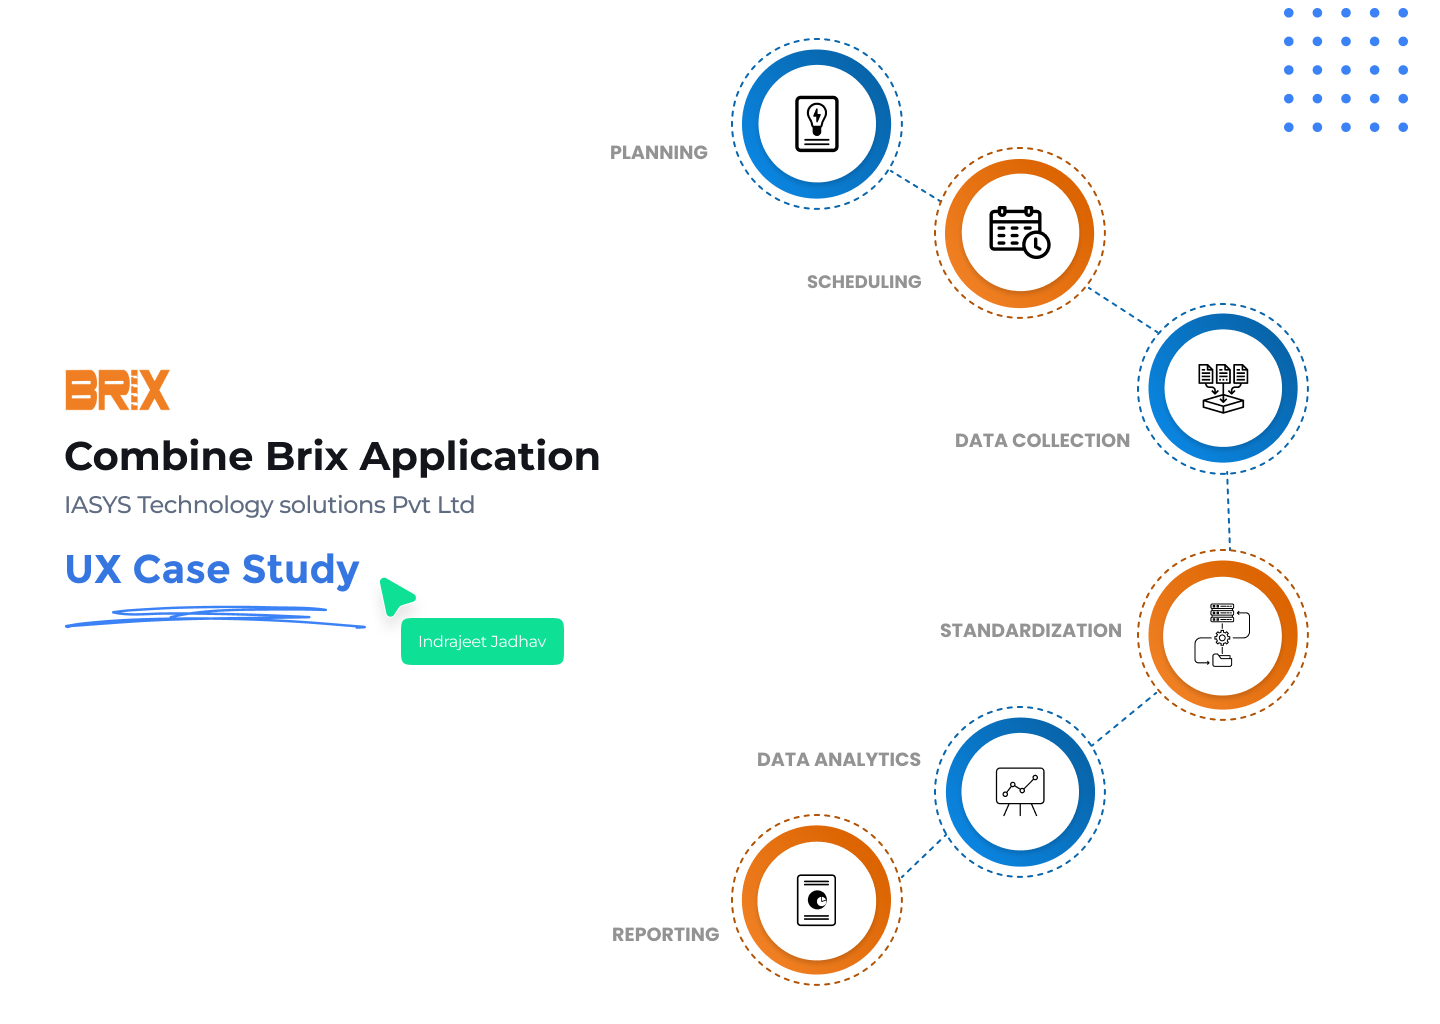 BRIX
Combine Brix Application
IASYS Technology solutions Pvt Ltd
UX Case Study
Indrajeet Jadhav
PLANNING
SCHEDULING
DATA COLLECTION
STANDARDIZATION
DATA ANALYTICS
REPORTING